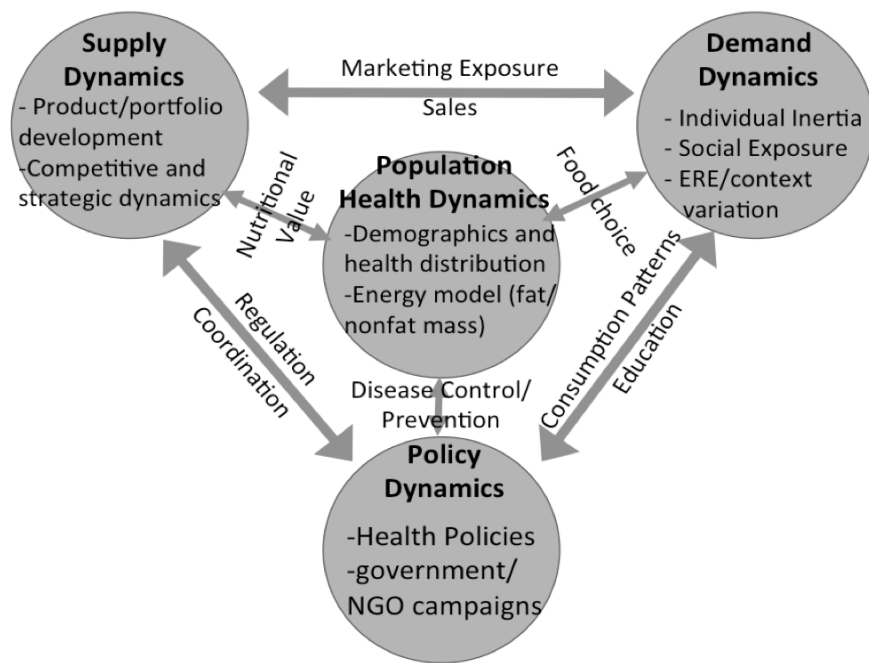 Supply
Dynamics
- Product/portfolio
development
-Competitive and
strategic dynamics
Marketing Exposure
Sales
Demand
Dynamics
- Individual Inertia
- Social Exposure
- ERE/context
variation
Nutritional
Value
Population
Health Dynamics
-Demographics and
health distribution
-Energy model (fat/
nonfat mass)
Food choice
Regulation
Coordination
Consumption Patterns
Education
Disease Control/
Prevention
Policy
Dynamics
-Health Policies
-government/
NGO campaigns